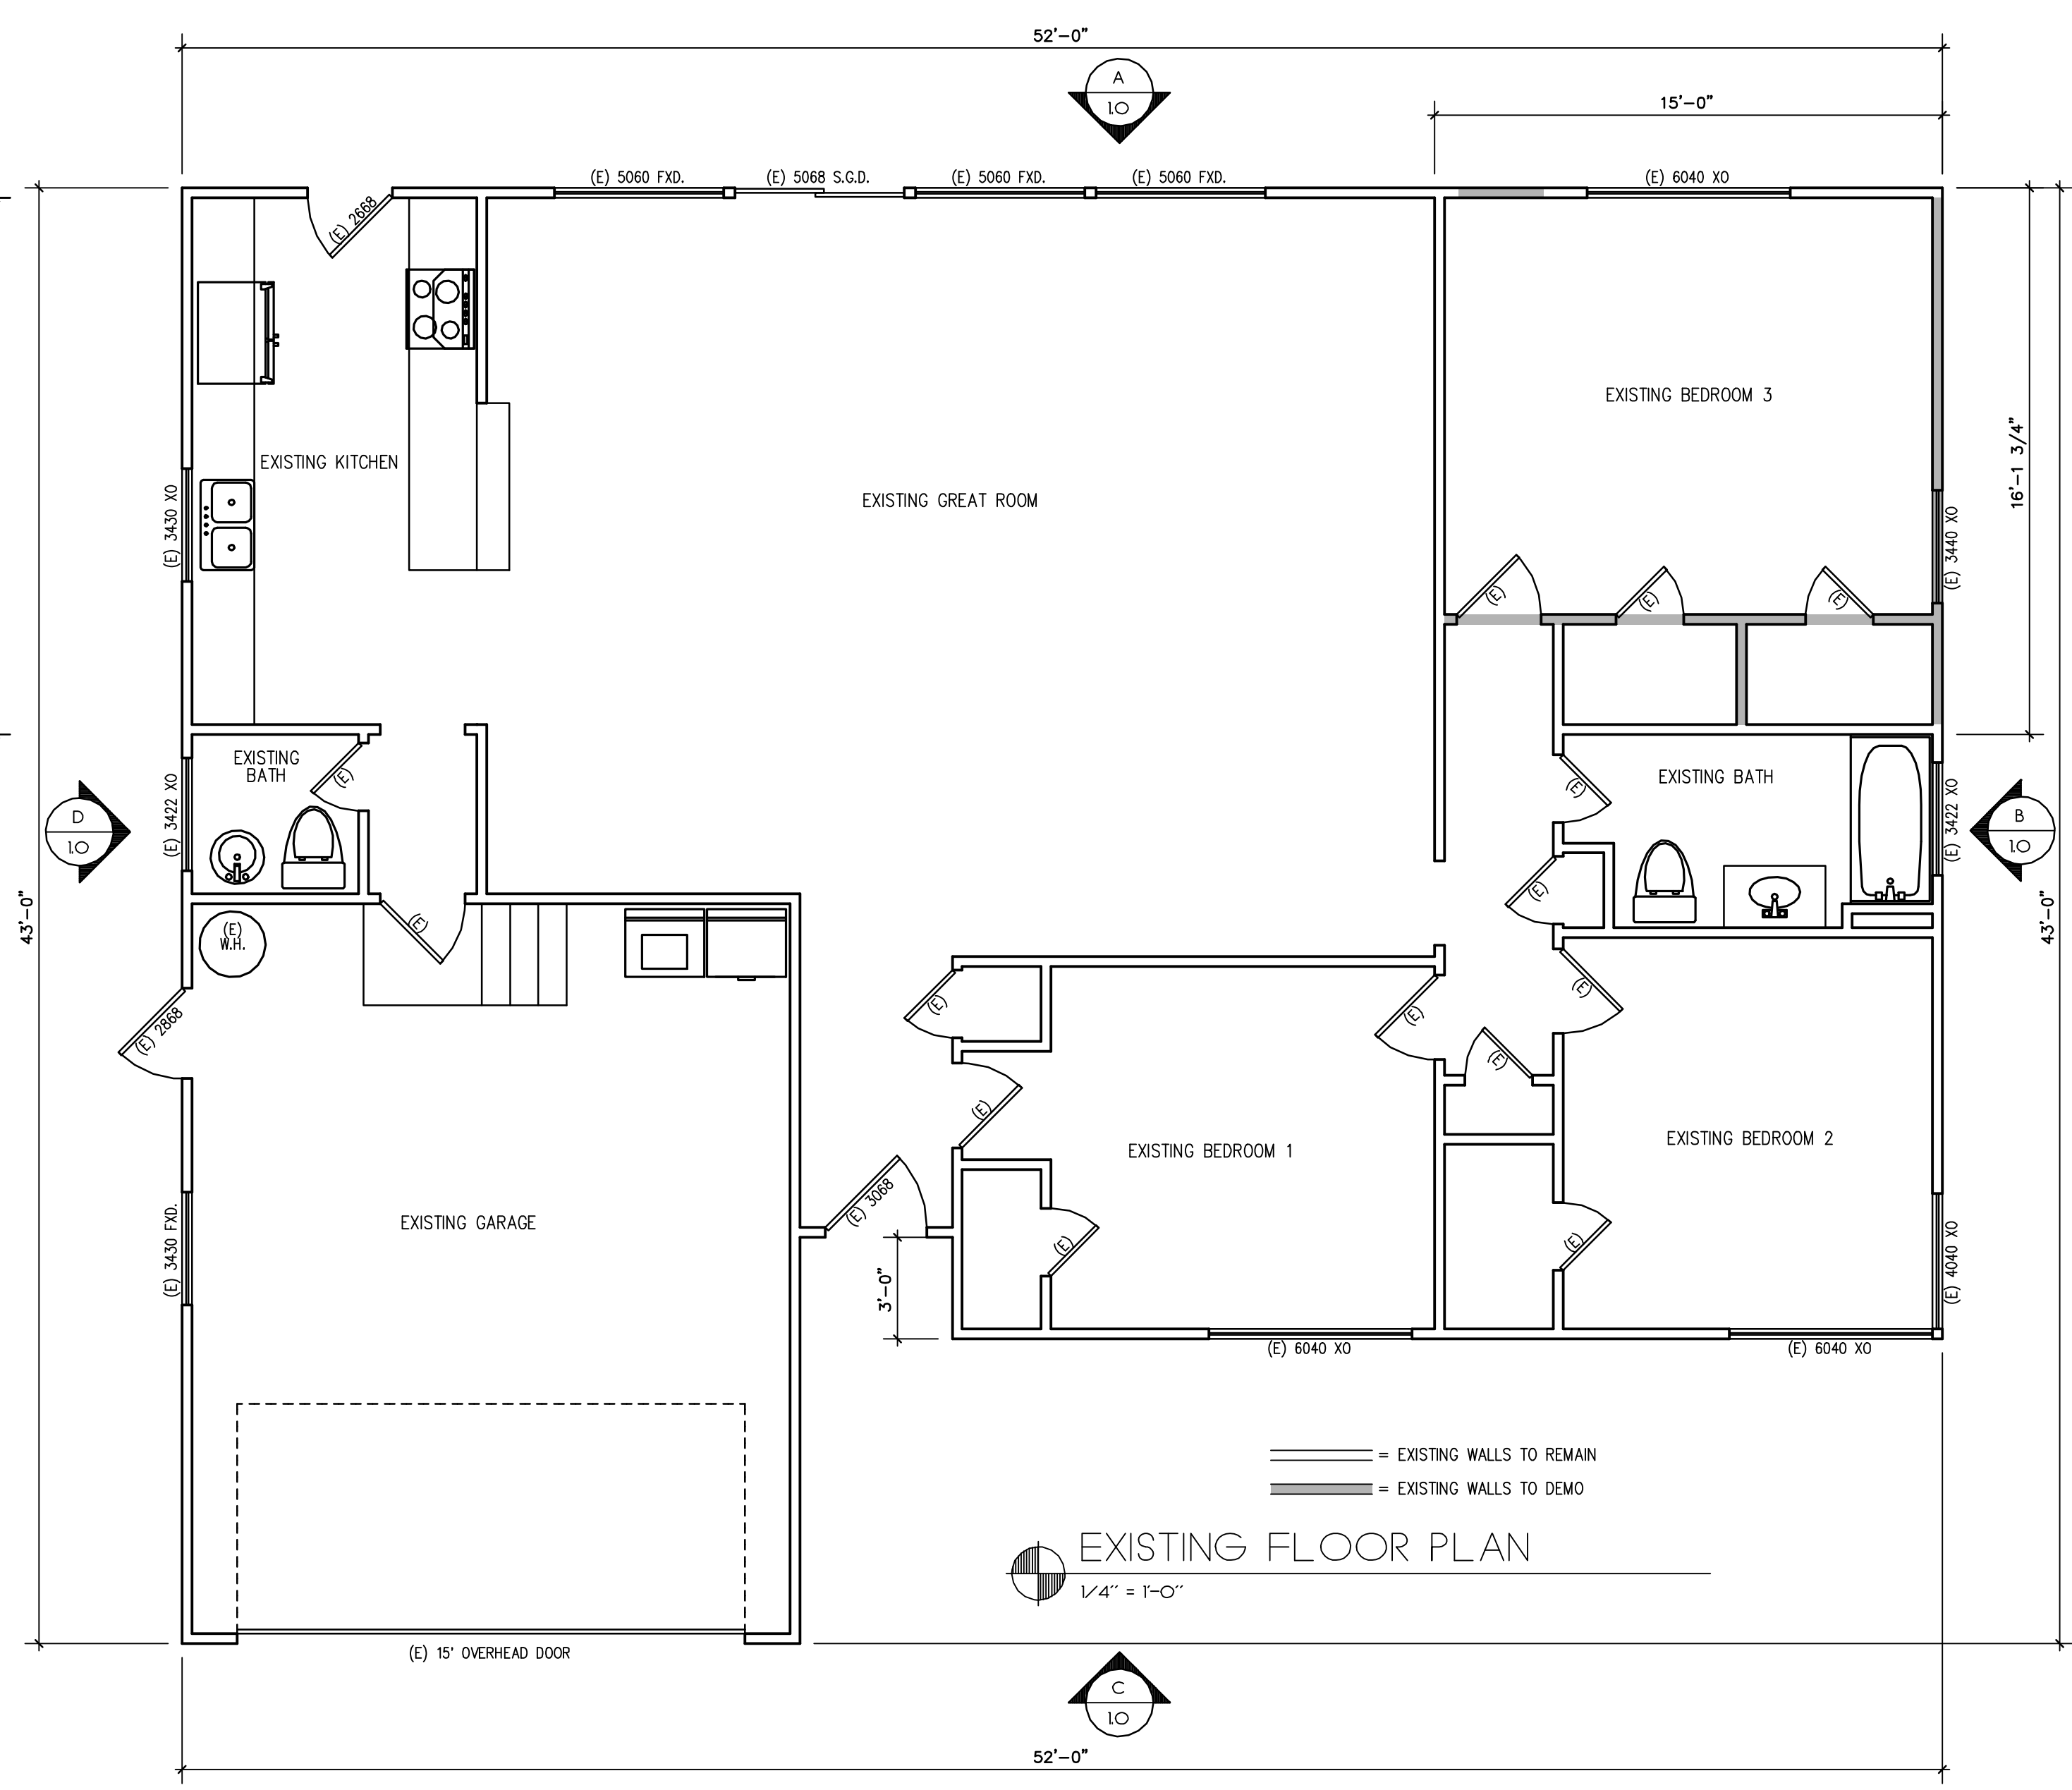 52'-0"
A
1.0
15'-0"
(E) 5060 FXD.
(E) 5068 S.G.D.
(E) 5060 FXD.
(E) 5060 FXD.
(E) 6040 XO
(E) 2668
EXISTING BEDROOM 3
16'-1 3/4"
EXISTING KITCHEN
EXISTING GREAT ROOM
(E) 3430 XO
(E) 3440 XO
(E)
(E)
(E)
EXISTING
BATH
(E)
(E) 3422 XO
D
1.0
(E)
EXISTING BATH
(E) 3422 XO
B
1.0
(E)
43'-0"
43'-0"
(E)
W.H.
(E)
(E)
(E)
(E)
(E) 2868
(E)
(E)
EXISTING BEDROOM 1
EXISTING BEDROOM 2
(E) 3068
EXISTING GARAGE
(E) 3430 FXD.
(E)
(E)
(E) 4040 XO
3'-0"
(E) 6040 XO
(E) 6040 XO
= EXISTING WALLS TO REMAIN
= EXISTING WALLS TO DEMO
EXISTING FLOOR PLAN
1/4" = 1'-0"
(E) 15' OVERHEAD DOOR
C
1.0
52'-0"